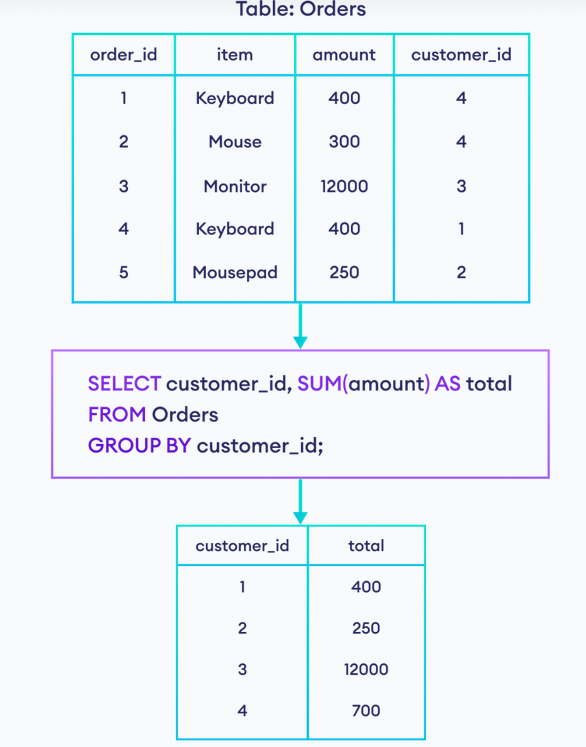 Table: Orders
order_id item amount customer_id
1 Keyboard 400 4
2 Mouse 300 4
3 Monitor 12000 3
4 Keyboard 400 1
5 Mousepad 250 2
SELECT customer_id, SUM(amount) AS total
FROM Orders
GROUP BY customer_id;
customer_id total
1 400
2 250
3 12000
4 700